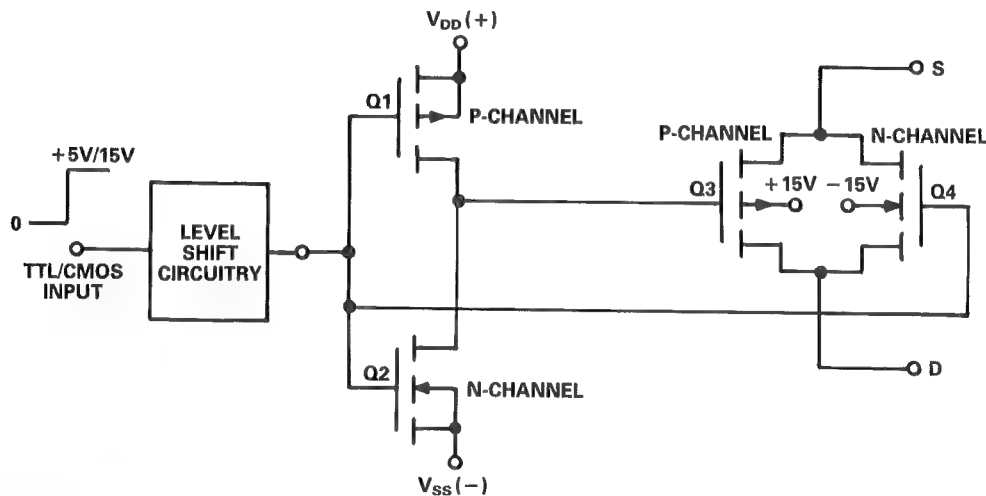 V_DD (+)
Q1
P-CHANNEL
S
P-CHANNEL
N-CHANNEL
+5V/15V
Q3
+15V
-15V
Q4
0
LEVEL
SHIFT
CIRCUITRY
TTL/CMOS
INPUT
Q2
N-CHANNEL
D
V_SS (-)